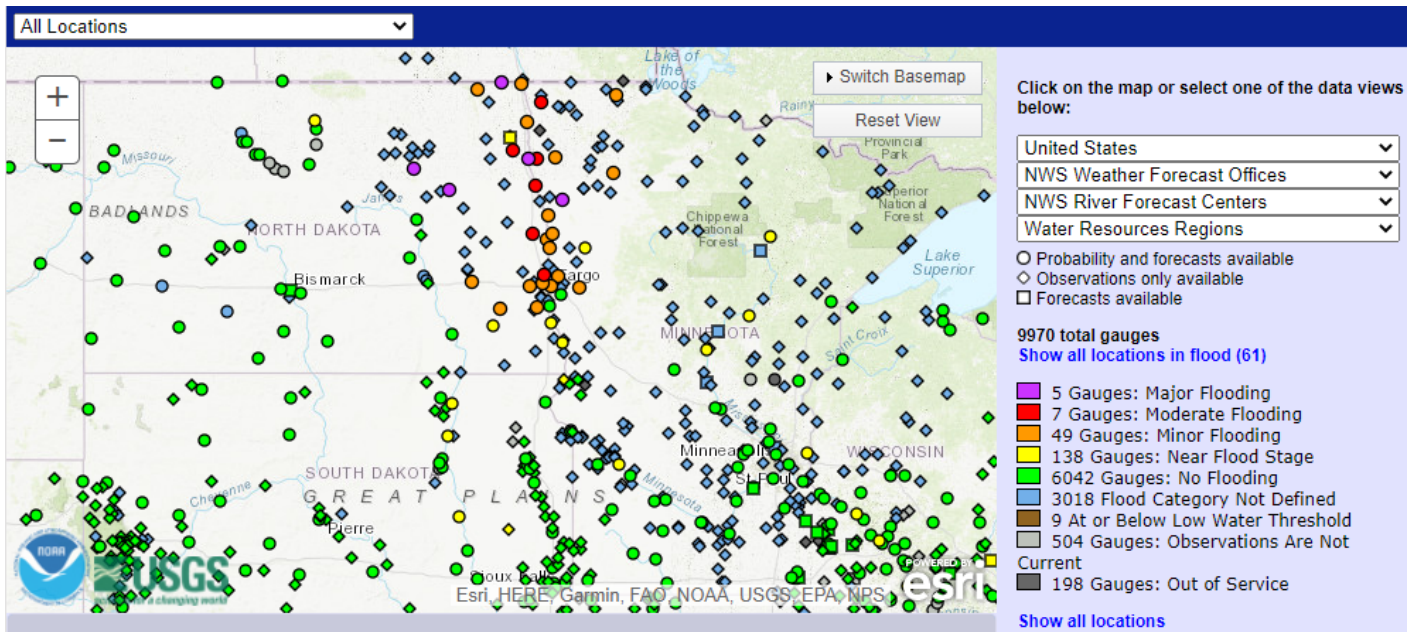 All Locations
+
−
Switch Basemap
Reset View
Lake of
the
Woods
Rainy
Provincial
Park
Missouri
BADLANDS
James
NORTH DAKOTA
Bismarck
Fargo
Chippewa
National
Forest
Superior
National
Forest
Lake
Superior
MINNESOTA
Saint Croix
Mississippi
Minneapolis
St Paul
WISCONSIN
SOUTH DAKOTA
GREAT PLAINS
Cheyenne
Pierre
Minnesota
Sioux Falls
NOAA
USGS
science for a changing world
Esri, HERE, Garmin, FAO, NOAA, USGS, EPA, NPS
POWERED BY
esri
Click on the map or select one of the data views
below:
United States
NWS Weather Forecast Offices
NWS River Forecast Centers
Water Resources Regions
Probability and forecasts available
Observations only available
Forecasts available
9970 total gauges
Show all locations in flood (61)
5 Gauges: Major Flooding
7 Gauges: Moderate Flooding
49 Gauges: Minor Flooding
138 Gauges: Near Flood Stage
6042 Gauges: No Flooding
3018 Flood Category Not Defined
9 At or Below Low Water Threshold
504 Gauges: Observations Are Not
Current
198 Gauges: Out of Service
Show all locations